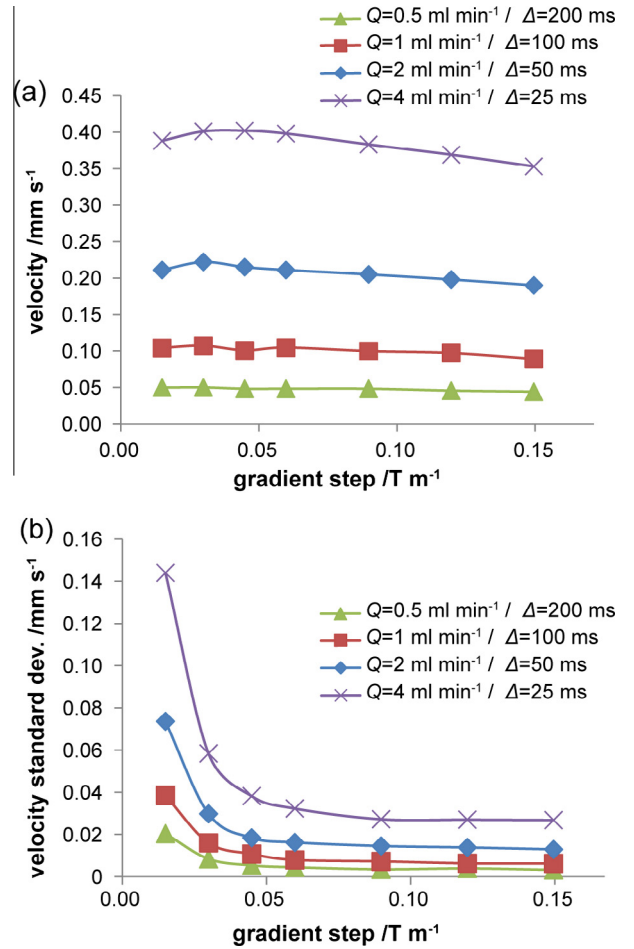 Q=0.5 ml min⁻¹ / Δ=200 ms
Q=1 ml min⁻¹ / Δ=100 ms
Q=2 ml min⁻¹ / Δ=50 ms
Q=4 ml min⁻¹ / Δ=25 ms
(a)
0.45
0.40
0.35
0.30
0.25
0.20
0.15
0.10
0.05
0.00
velocity /mm s⁻¹
0.00 0.05 0.10 0.15
gradient step /T m⁻¹
(b)
0.16
0.14
0.12
0.10
0.08
0.06
0.04
0.02
0
velocity standard dev. /mm s⁻¹
Q=0.5 ml min⁻¹ / Δ=200 ms
Q=1 ml min⁻¹ / Δ=100 ms
Q=2 ml min⁻¹ / Δ=50 ms
Q=4 ml min⁻¹ / Δ=25 ms
0.00 0.05 0.10 0.15
gradient step /T m⁻¹